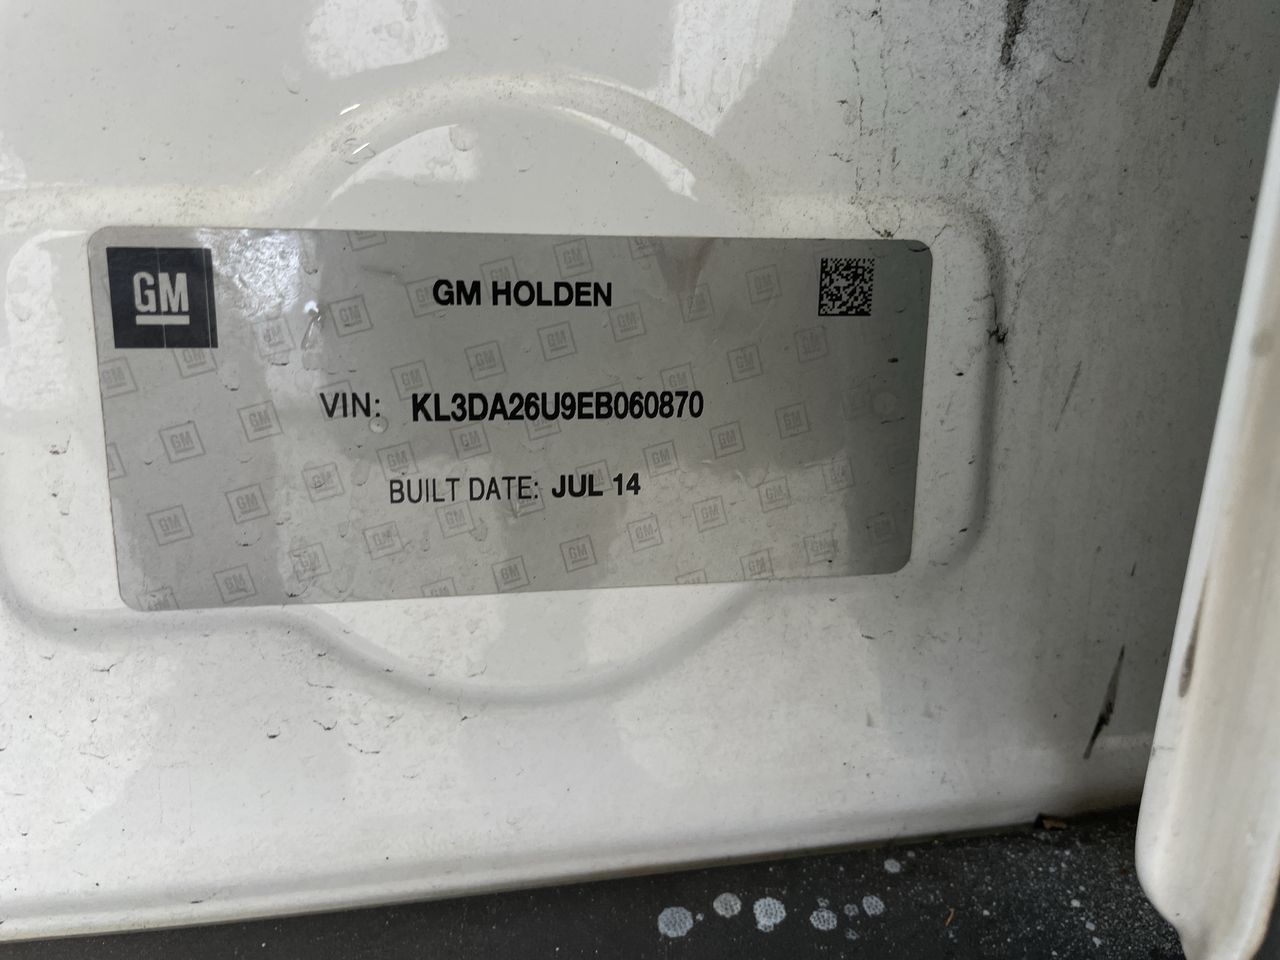 GM
GM HOLDEN
VIN: KL3DA26U9EB060870
BUILT DATE: JUL 14